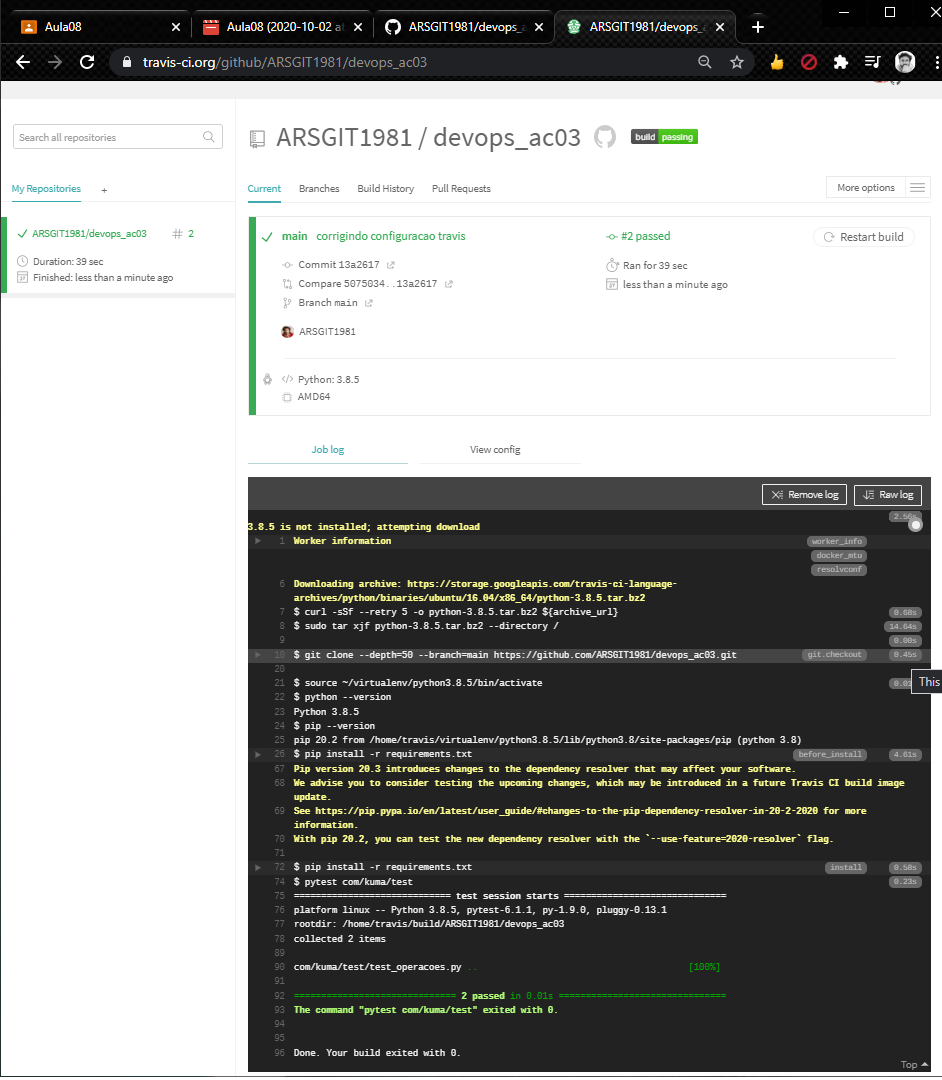 Aula08
Aula08 (2020-10-02 at
ARSGIT1981/devops_a
ARSGIT1981/devops_
travis-ci.org/github/ARSGIT1981/devops_ac03
Search all repositories
My Repositories +
ARSGIT1981/devops_ac03 # 2
Duration: 39 sec
Finished: less than a minute ago
ARSGIT1981 / devops_ac03 build passing
Current Branches Build History Pull Requests More options
main corrigindo configuracao travis
Commit 13a2617
Compare 5075034..13a2617
Branch main
ARSGIT1981
Python: 3.8.5
AMD64
#2 passed
Ran for 39 sec
less than a minute ago
Restart build
Job log View config
Remove log Raw log
2.56s
3.8.5 is not installed; attempting download
1 Worker information worker_info
docker_mtu
resolvconf
6 Downloading archive: https://storage.googleapis.com/travis-ci-language-
archives/python/binaries/ubuntu/16.04/x86_64/python-3.8.5.tar.bz2
7 $ curl -sSf --retry 5 -o python-3.8.5.tar.bz2 ${archive_url} 0.68s
8 $ sudo tar xjf python-3.8.5.tar.bz2 --directory / 14.64s
9 0.00s
10 $ git clone --depth=50 --branch=main https://github.com/ARSGIT1981/devops_ac03.git git.checkout 0.45s
20
21 $ source ~/virtualenv/python3.8.5/bin/activate 0.01
This
22 $ python --version
23 Python 3.8.5
24 $ pip --version
25 pip 20.2 from /home/travis/virtualenv/python3.8.5/lib/python3.8/site-packages/pip (python 3.8)
26 $ pip install -r requirements.txt before_install 4.61s
67 Pip version 20.3 introduces changes to the dependency resolver that may affect your software.
68 We advise you to consider testing the upcoming changes, which may be introduced in a future Travis CI build image
update.
69 See https://pip.pypa.io/en/latest/user_guide/#changes-to-the-pip-dependency-resolver-in-20-2-2020 for more
information.
70 With pip 20.2, you can test the new dependency resolver with the `--use-feature=2020-resolver` flag.
71
72 $ pip install -r requirements.txt install 0.50s
74 $ pytest com/kuma/test 0.23s
75 ============================= test session starts ==============================
76 platform linux -- Python 3.8.5, pytest-6.1.1, py-1.9.0, pluggy-0.13.1
77 rootdir: /home/travis/build/ARSGIT1981/devops_ac03
78 collected 2 items
89
90 com/kuma/test/test_operacoes.py .. [100%]
91
92 ============================== 2 passed in 0.01s ===============================
93 The command "pytest com/kuma/test" exited with 0.
94
95
96 Done. Your build exited with 0.
Top